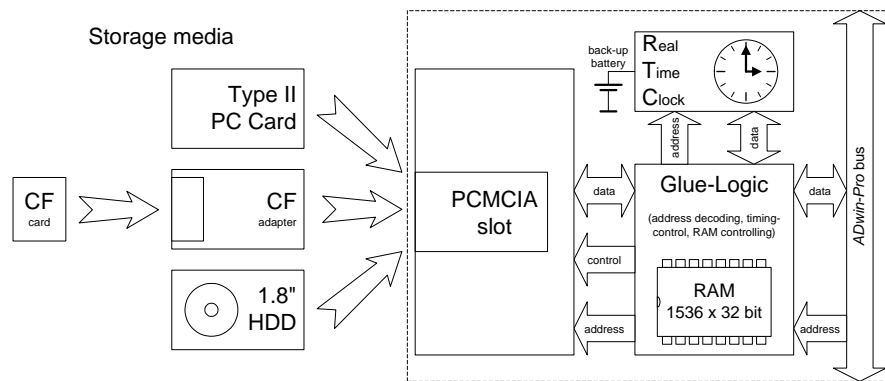 Storage media
Type II
PC Card
CF
card
CF
adapter
1.8"
HDD
PCMCIA
slot
back-up
battery
Real
Time
Clock
address
data
data
control
address
Glue-Logic
(address decoding, timing-
control, RAM controlling)
RAM
1536 x 32 bit
data
address
ADwin-Pro bus